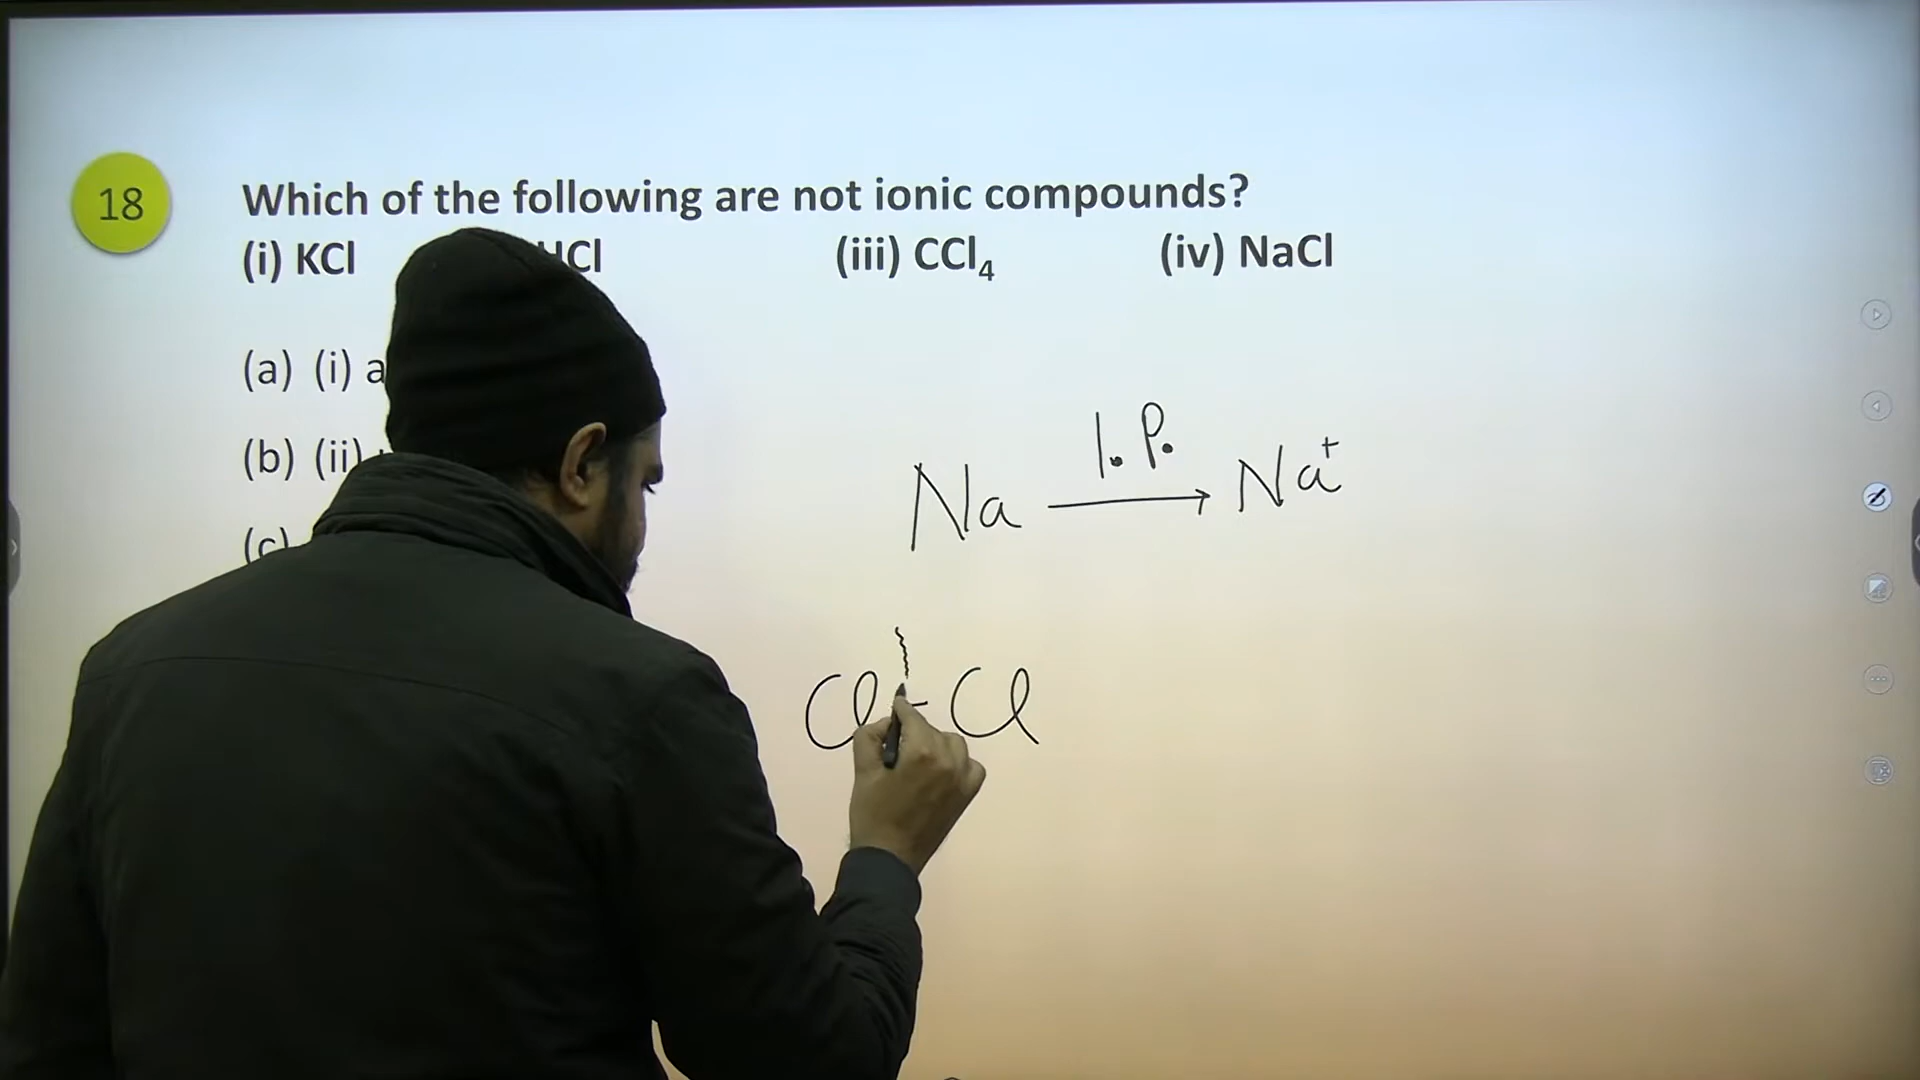 18 Which of the following are not ionic compounds?
(i) KCl Cl (iii) CCl₄ (iv) NaCl
(a) (i)
(b) (ii)
(c)
Na I.P. → Na⁺
Cl - Cl